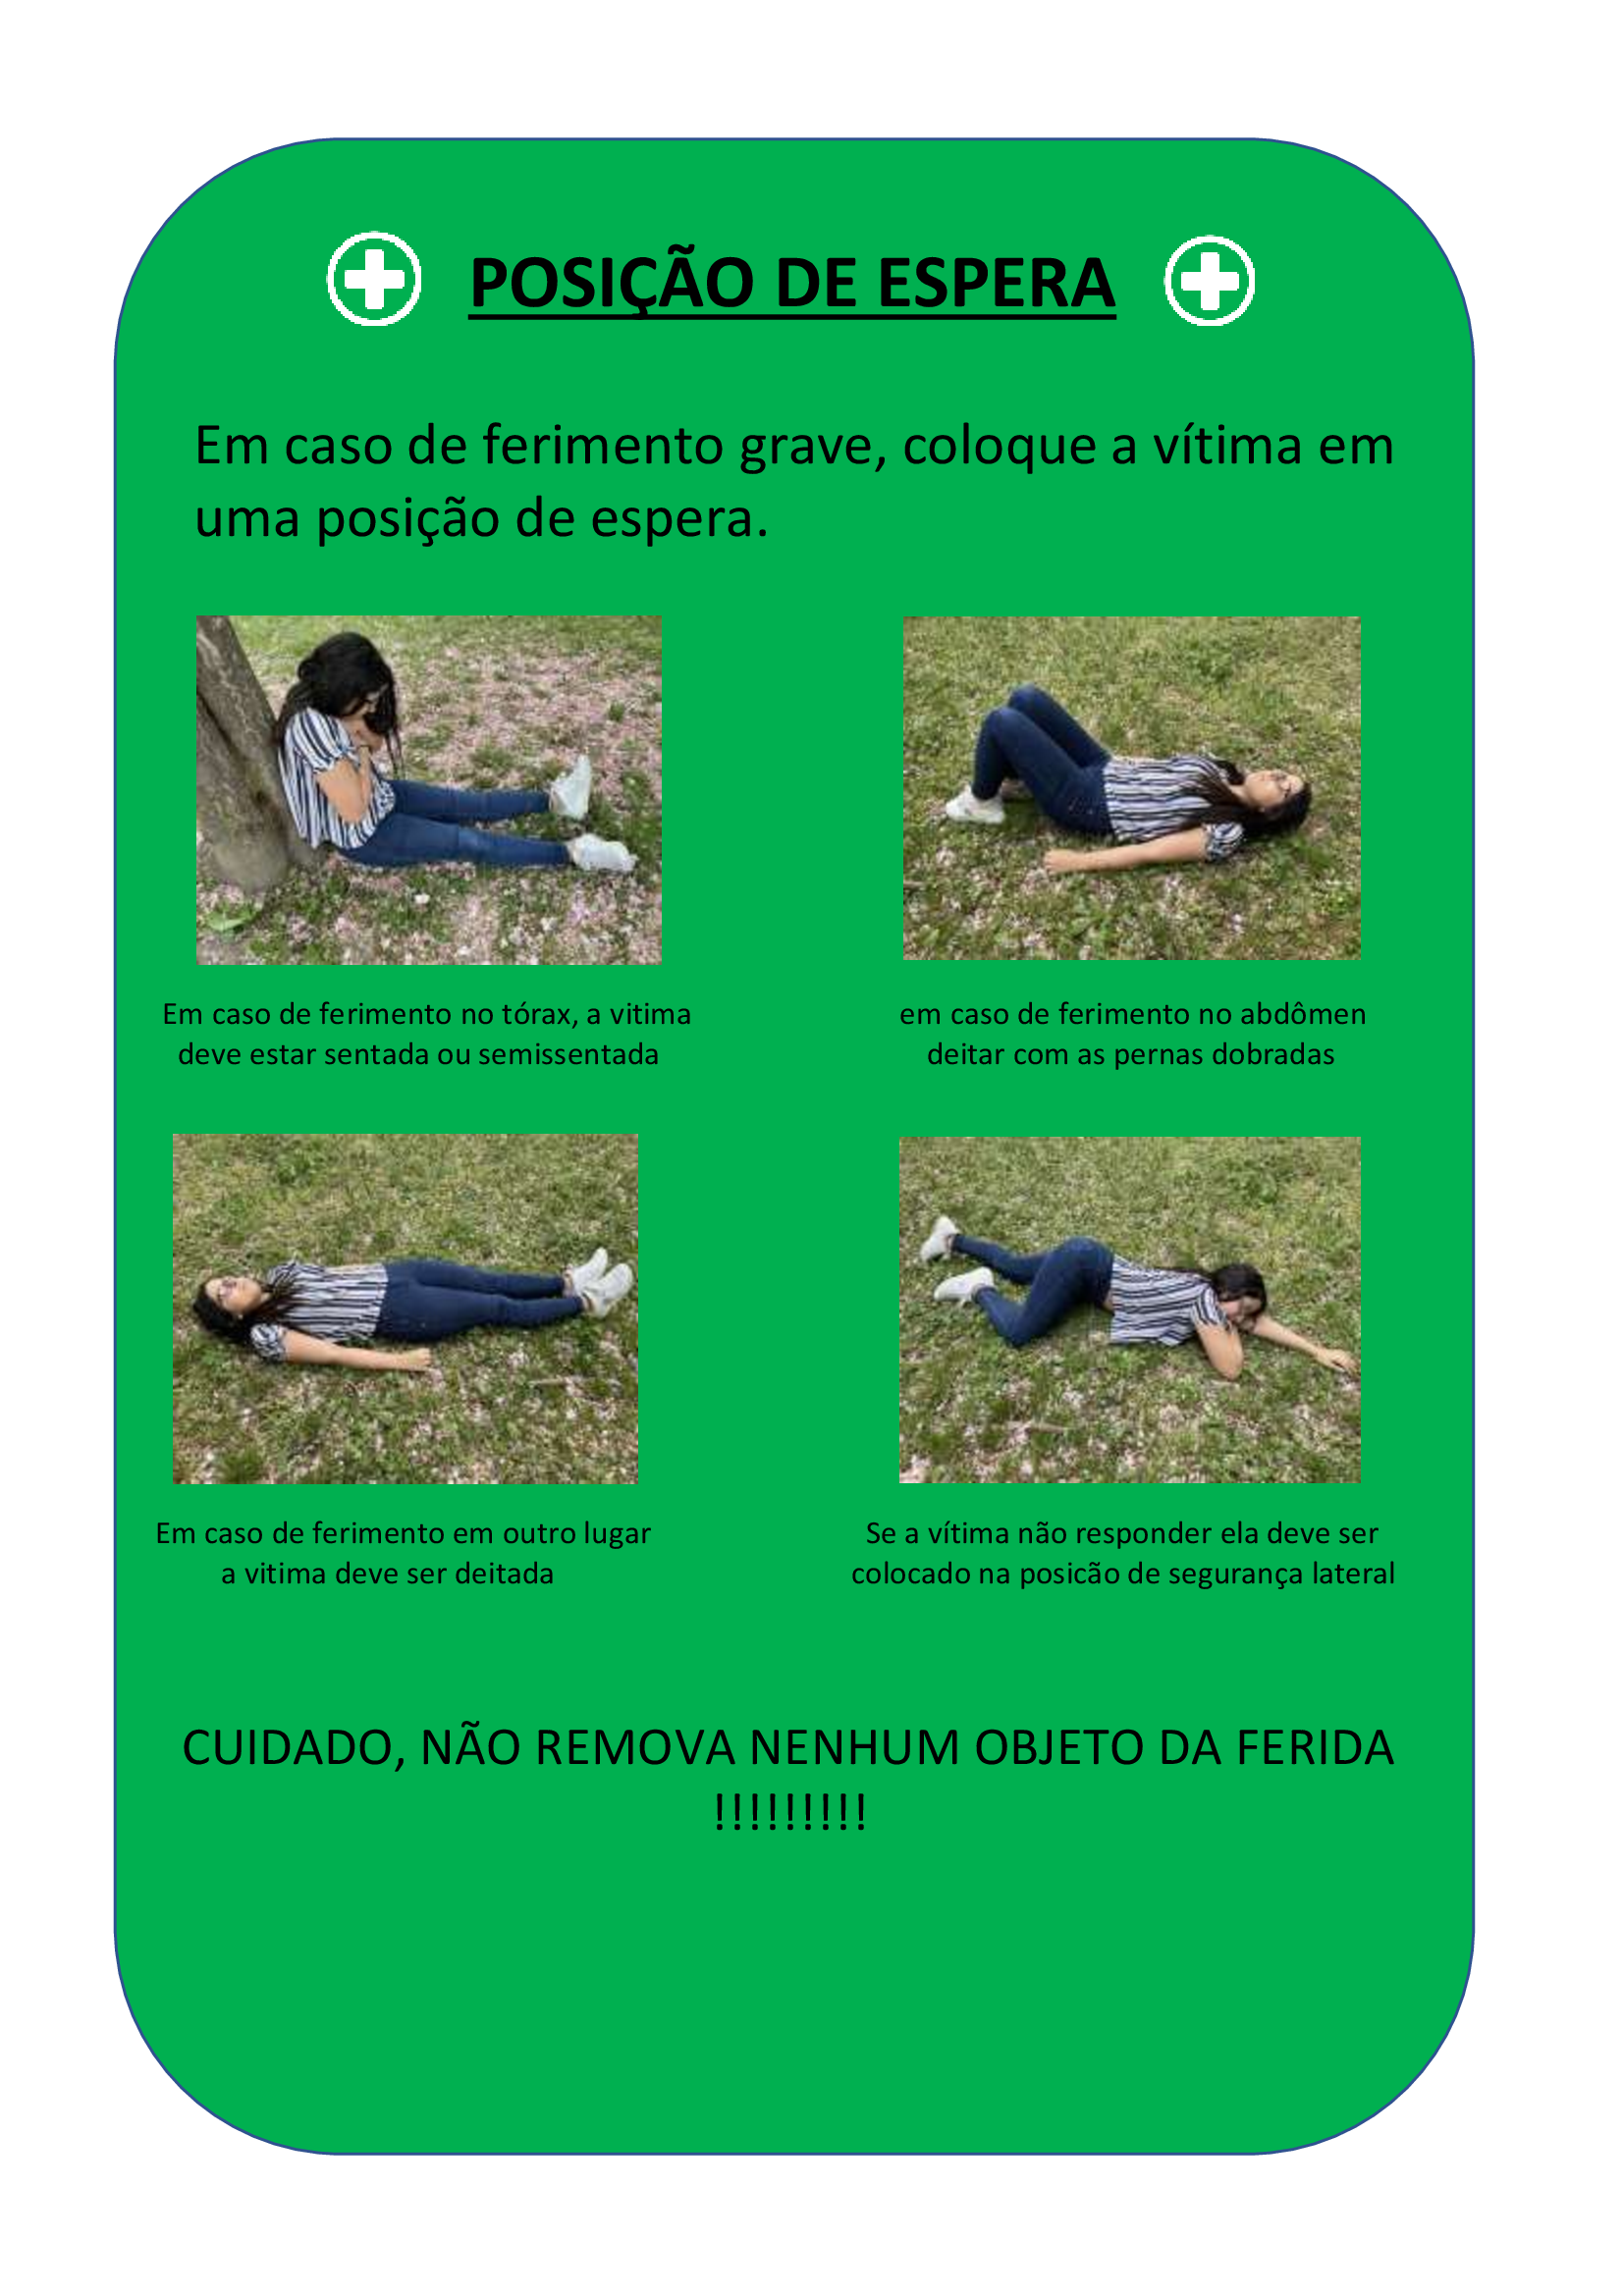 POSIÇÃO DE ESPERA
Em caso de ferimento grave, coloque a vítima em
uma posição de espera.
Em caso de ferimento no tórax, a vitima
deve estar sentada ou semissentada
em caso de ferimento no abdômen
deitar com as pernas dobradas
Em caso de ferimento em outro lugar
a vitima deve ser deitada
Se a vítima não responder ela deve ser
colocado na posicão de segurança lateral
CUIDADO, NÃO REMOVA NENHUM OBJETO DA FERIDA
!!!!!!!!!